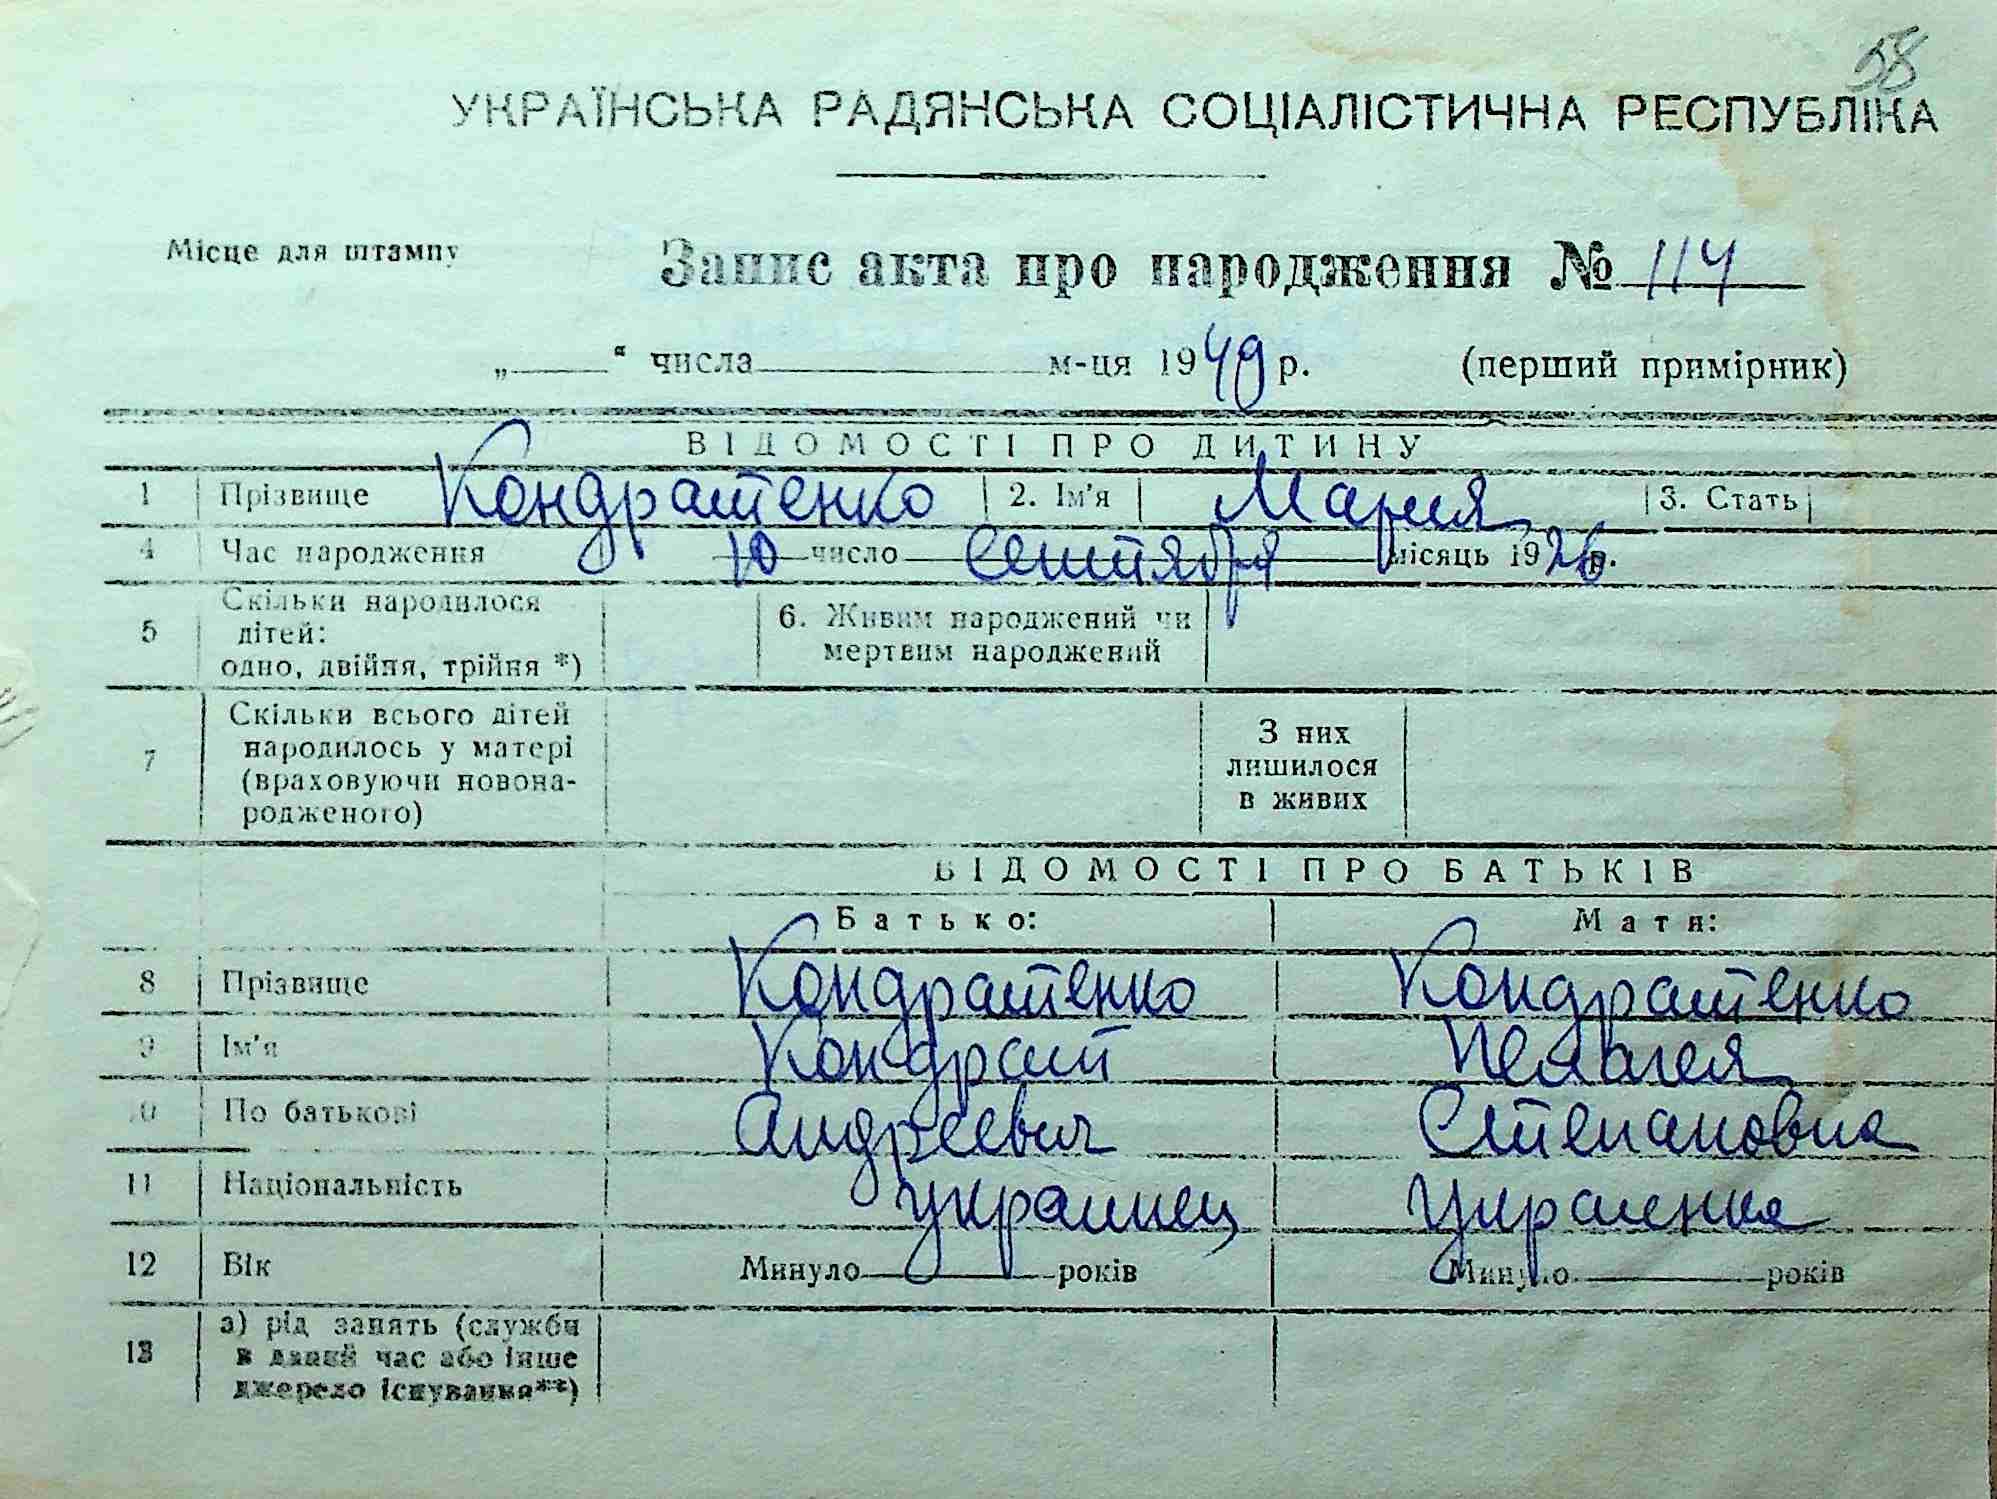 58
УКРАЇНСЬКА РАДЯНСЬКА СОЦІАЛІСТИЧНА РЕСПУБЛІКА
Місце для штампу
Запис акта про народження № 114
„ “ числа м-ця 1949 р. (перший примірник)
ВІДОМОСТІ ПРО ДИТИНУ
1 Прізвище Кондратенко 2. Ім'я Мария 3. Стать
4 Час народження 10 число Сентября місяць 1926 р.
5 Скільки народилося дітей: одно, двійня, трійня *) 6. Живим народжений чи мертвим народжений
7 Скільки всього дітей народилось у матері (враховуючи новона-родженого) З них лишилося в живих
ВІДОМОСТІ ПРО БАТЬКІВ
Батько: Мати:
8 Прізвище Кондратенко Кондратенко
9 Ім'я Кондрат Пелагея
10 По батькові Андреевич Степановна
11 Національність украинец Украинка
12 Вік Минуло років Минуло років
13 а) рід занять (служби в даний час або інше джерело існування**)